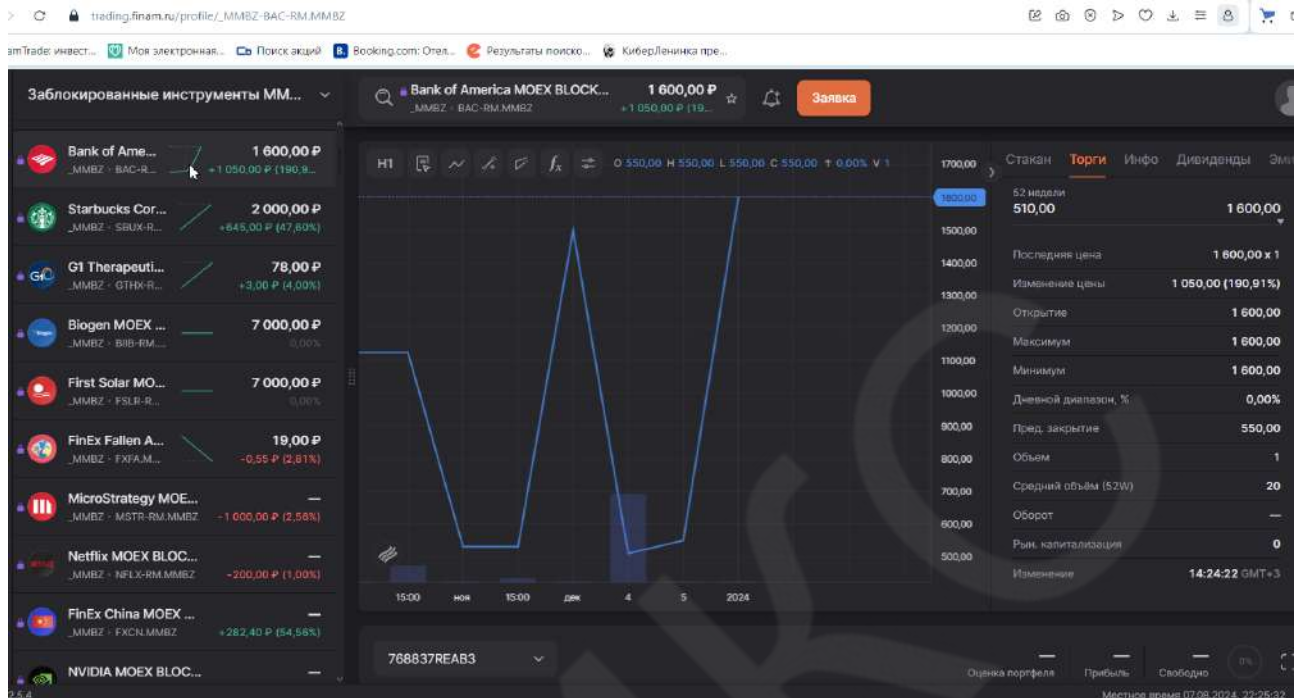 trading.finam.ru/profile/_MMBZ-BAC-RM.MMBZ
amTrade: инвест... Моя электронная... Поиск акций Booking.com: Отел... Результаты поиско... КиберЛенинка пре...
Заблокированные инструменты ММ...
Bank of America MOEX BLOCK... 1 600,00 ₽
_MMBZ · BAC-RM.MMBZ +1 050,00 ₽ (19...
Заявка
Bank of Ame... 1 600,00 ₽
_MMBZ · BAC-R... +1 050,00 ₽ (190,9...
Starbucks Cor... 2 000,00 ₽
_MMBZ · SBUX-R... +645,00 ₽ (47,60%)
G1 Therapeuti... 78,00 ₽
_MMBZ · GTHX-R... +3,00 ₽ (4,00%)
Biogen MOEX ... 7 000,00 ₽
_MMBZ · BIIB-RM.... 0,00%
First Solar MO... 7 000,00 ₽
_MMBZ · FSLR-R... 0,00%
FinEx Fallen A... 19,00 ₽
_MMBZ · FXFA.M... -0,55 ₽ (2,81%)
MicroStrategy MOE... —
_MMBZ · MSTR-RM.MMBZ -1 000,00 ₽ (2,56%)
Netflix MOEX BLOC... —
_MMBZ · NFLX-RM.MMBZ -200,00 ₽ (1,00%)
FinEx China MOEX ... —
_MMBZ · FXCN.MMBZ +282,40 ₽ (54,56%)
NVIDIA MOEX BLOC... —
2.5.4
H1 fx O 550,00 H 550,00 L 550,00 C 550,00 0,00% V 1
1700,00
1600,00
1500,00
1400,00
1300,00
1200,00
1100,00
1000,00
900,00
800,00
700,00
600,00
500,00
15:00 ноя 15:00 дек 4 5 2024
Стакан Торги Инфо Дивиденды Эми
52 недели
510,00 1 600,00
Последняя цена 1 600,00 x 1
Изменение цены 1 050,00 (190,91%)
Открытие 1 600,00
Максимум 1 600,00
Минимум 1 600,00
Дневной диапазон, % 0,00%
Пред. закрытие 550,00
Объем 1
Средний объём (52W) 20
Оборот —
Рын. капитализация 0
Изменение 14:24:22 GMT+3
768837REAB3
Оценка портфеля — Прибыль — Свободно — 0%
Местное время 07.08.2024, 22:25:32